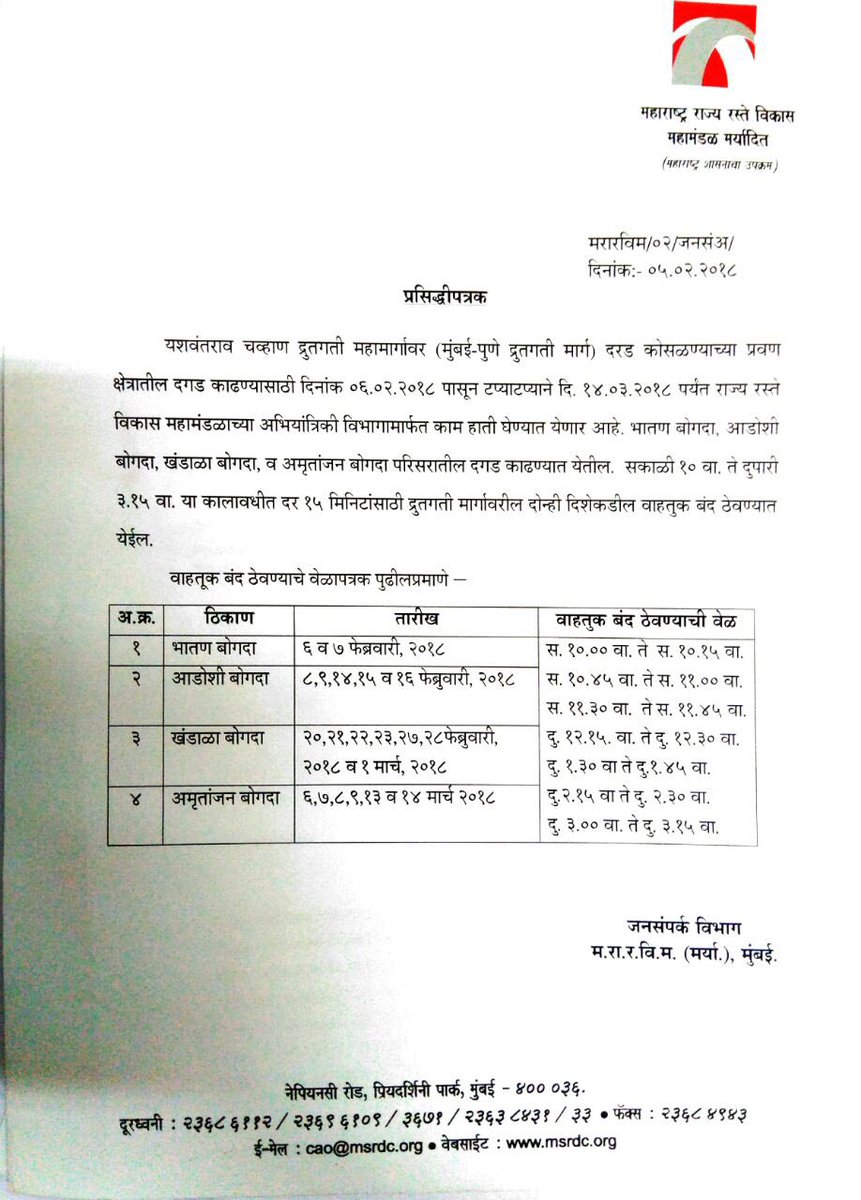 महाराष्ट्र राज्य रस्ते विकास
महामंडळ मर्यादित
(महाराष्ट्र शासनाचा उपक्रम)
मरारविम/०२/जनसंअ/
दिनांक:- ०५.०२.२०१८
प्रसिद्धीपत्रक
यशवंतराव चव्हाण द्रुतगती महामार्गावर (मुंबई-पुणे द्रुतगती मार्ग) दरड कोसळण्याच्या प्रवण
क्षेत्रातील दगड काढण्यासाठी दिनांक ०६.०२.२०१८ पासून टप्याटप्याने दि. १४.०३.२०१८ पर्यंत राज्य रस्ते
विकास महामंडळाच्या अभियांत्रिकी विभागामार्फत काम हाती घेण्यात येणार आहे. भातण बोगदा, आडोशी
बोगदा, खंडाळा बोगदा, व अमृतांजन बोगदा परिसरातील दगड काढण्यात येतील. सकाळी १० वा. ते दुपारी
३.१५ वा. या कालावधीत दर १५ मिनिटांसाठी द्रुतगती मार्गावरील दोन्ही दिशेकडील वाहतुक बंद ठेवण्यात
येईल.
वाहतूक बंद ठेवण्याचे वेळापत्रक पुढीलप्रमाणे –
अ.क्र. ठिकाण तारीख वाहतुक बंद ठेवण्याची वेळ
१ भातण बोगदा ६ व ७ फेब्रवारी, २०१८ स. १०.०० वा. ते स. १०.१५ वा.
२ आडोशी बोगदा ८,९,१४,१५ व १६ फेब्रुवारी, २०१८ स. १०.४५ वा. ते स. ११.०० वा.
स. ११.३० वा. ते स. ११.४५ वा.
३ खंडाळा बोगदा २०,२१,२२,२३,२७,२८फेब्रुवारी, दु. १२.१५. वा. ते दु. १२.३० वा.
२०१८ व १ मार्च, २०१८ दु. १.३० वा ते दु.१.४५ वा.
४ अमृतांजन बोगदा ६,७,८,९,१३ व १४ मार्च २०१८ दु.२.१५ वा ते दु. २.३० वा.
दु. ३.०० वा. ते दु. ३.१५ वा.
जनसंपर्क विभाग
म.रा.र.वि.म. (मर्या.), मुंबई.
नेपियनसी रोड, प्रियदर्शिनी पार्क, मुंबई - ४०० ०३६.
दूरध्वनी : २३६८ ६११२ / २३६९ ६१०९ / ३६७१ / २३६३ ८४३१ / ३३ • फॅक्स : २३६८ ४९४३
ई-मेल : cao@msrdc.org • वेबसाईट : www.msrdc.org